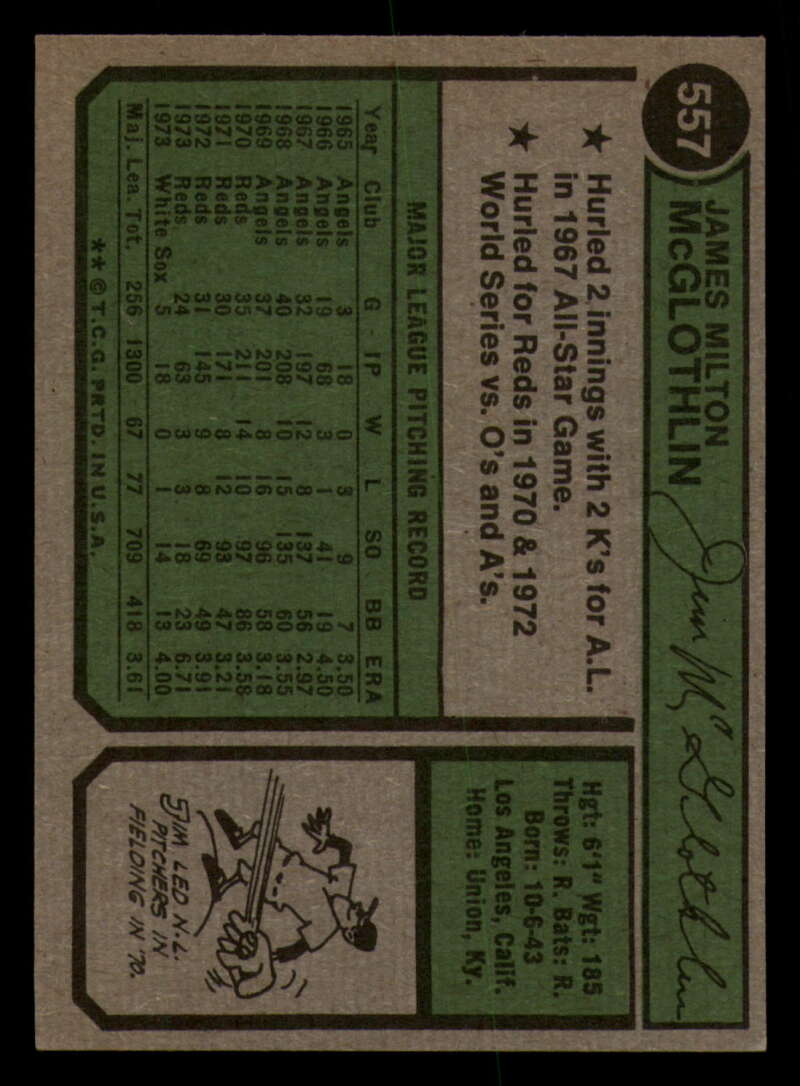 557
JAMES MILTON
McGLOTHLIN
Jim McGlothlin
★ Hurled 2 innings with 2 K's for A.L.
in 1967 All-Star Game.
★ Hurled for Reds in 1970 & 1972
World Series vs. O's and A's.
MAJOR LEAGUE PITCHING RECORD
Year Club G IP W L SO BB ERA
1965 Angels 3 18 0 3 9 7 3.50
1966 Angels 19 68 3 1 41 19 4.50
1967 Angels 32 197 12 8 137 56 2.97
1968 Angels 40 208 10 15 135 60 3.55
1969 Angels 37 201 8 16 96 58 3.18
1970 Reds 35 211 14 10 97 86 3.58
1971 Reds 30 171 8 12 93 47 3.21
1972 Reds 31 145 9 8 69 49 3.91
1973 Reds 24 63 3 3 18 23 6.71
1973 White Sox 5 18 0 1 14 13 4.00
Maj. Lea. Tot. 256 1300 67 77 709 418 3.61
**©T.C.G. PRTD. IN U.S.A.
Hgt: 6'1" Wgt: 185
Throws: R. Bats: R.
Born: 10-6-43
Los Angeles, Calif.
Home: Union, Ky.
JIM LED N.L.
PITCHERS IN
FIELDING IN '70.